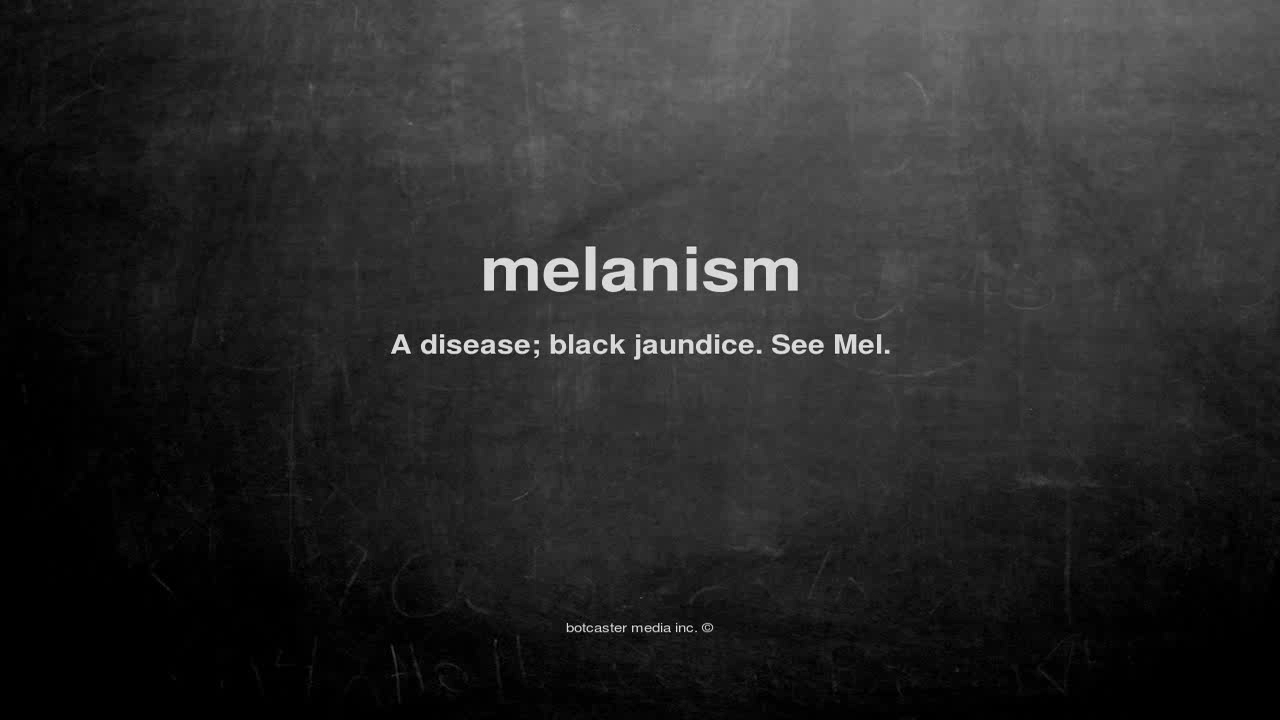 melanism
A disease; black jaundice. See Mel.
botcaster media inc. ©